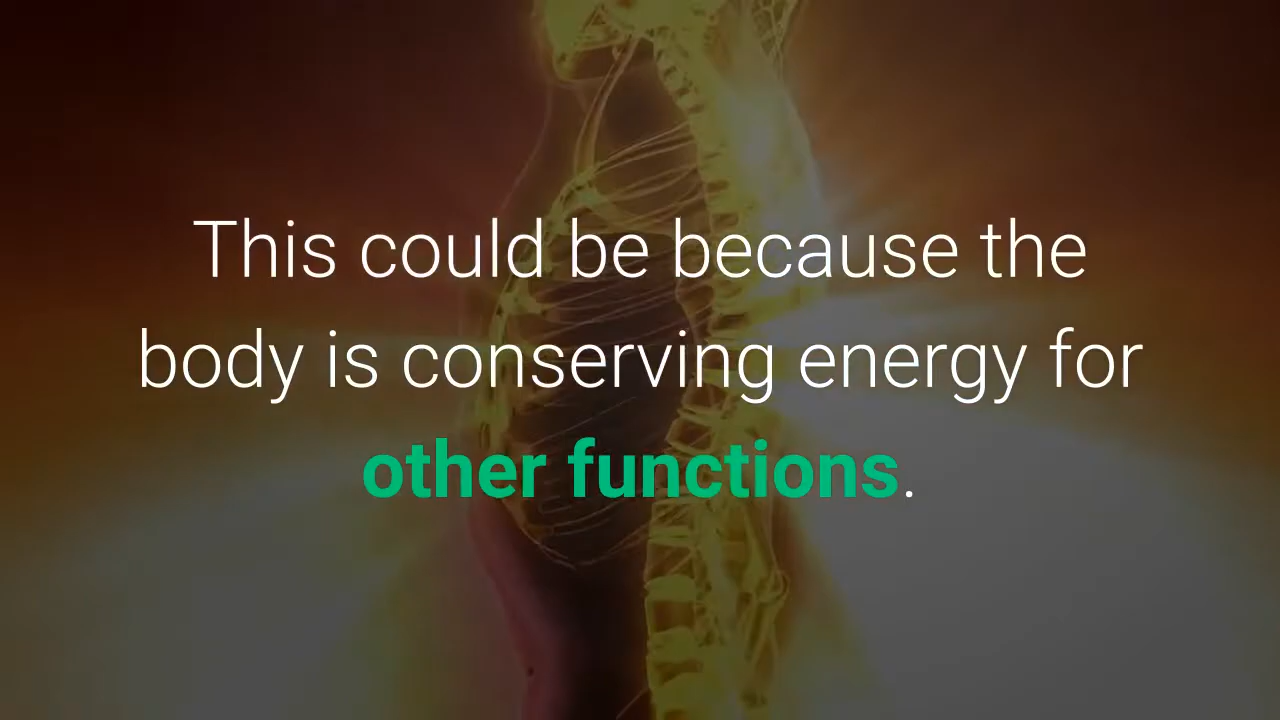 This could be because the
body is conserving energy for
other functions.